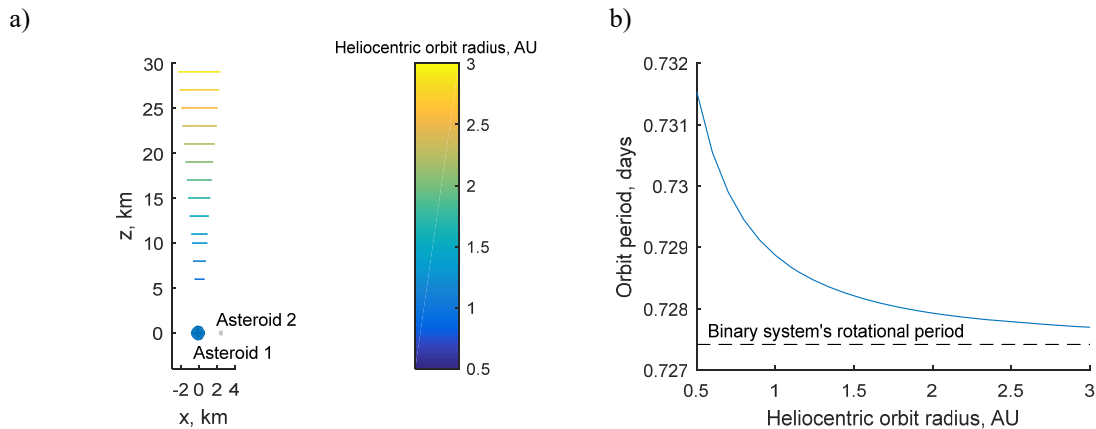 a)
Heliocentric orbit radius, AU
30
25
20
15
10
5
0
z, km
-2 0 2 4
x, km
Asteroid 2
Asteroid 1
3
2.5
2
1.5
1
0.5
b)
0.732
0.731
0.73
0.729
0.728
0.727
Orbit period, days
Binary system's rotational period
0.5 1 1.5 2 2.5 3
Heliocentric orbit radius, AU